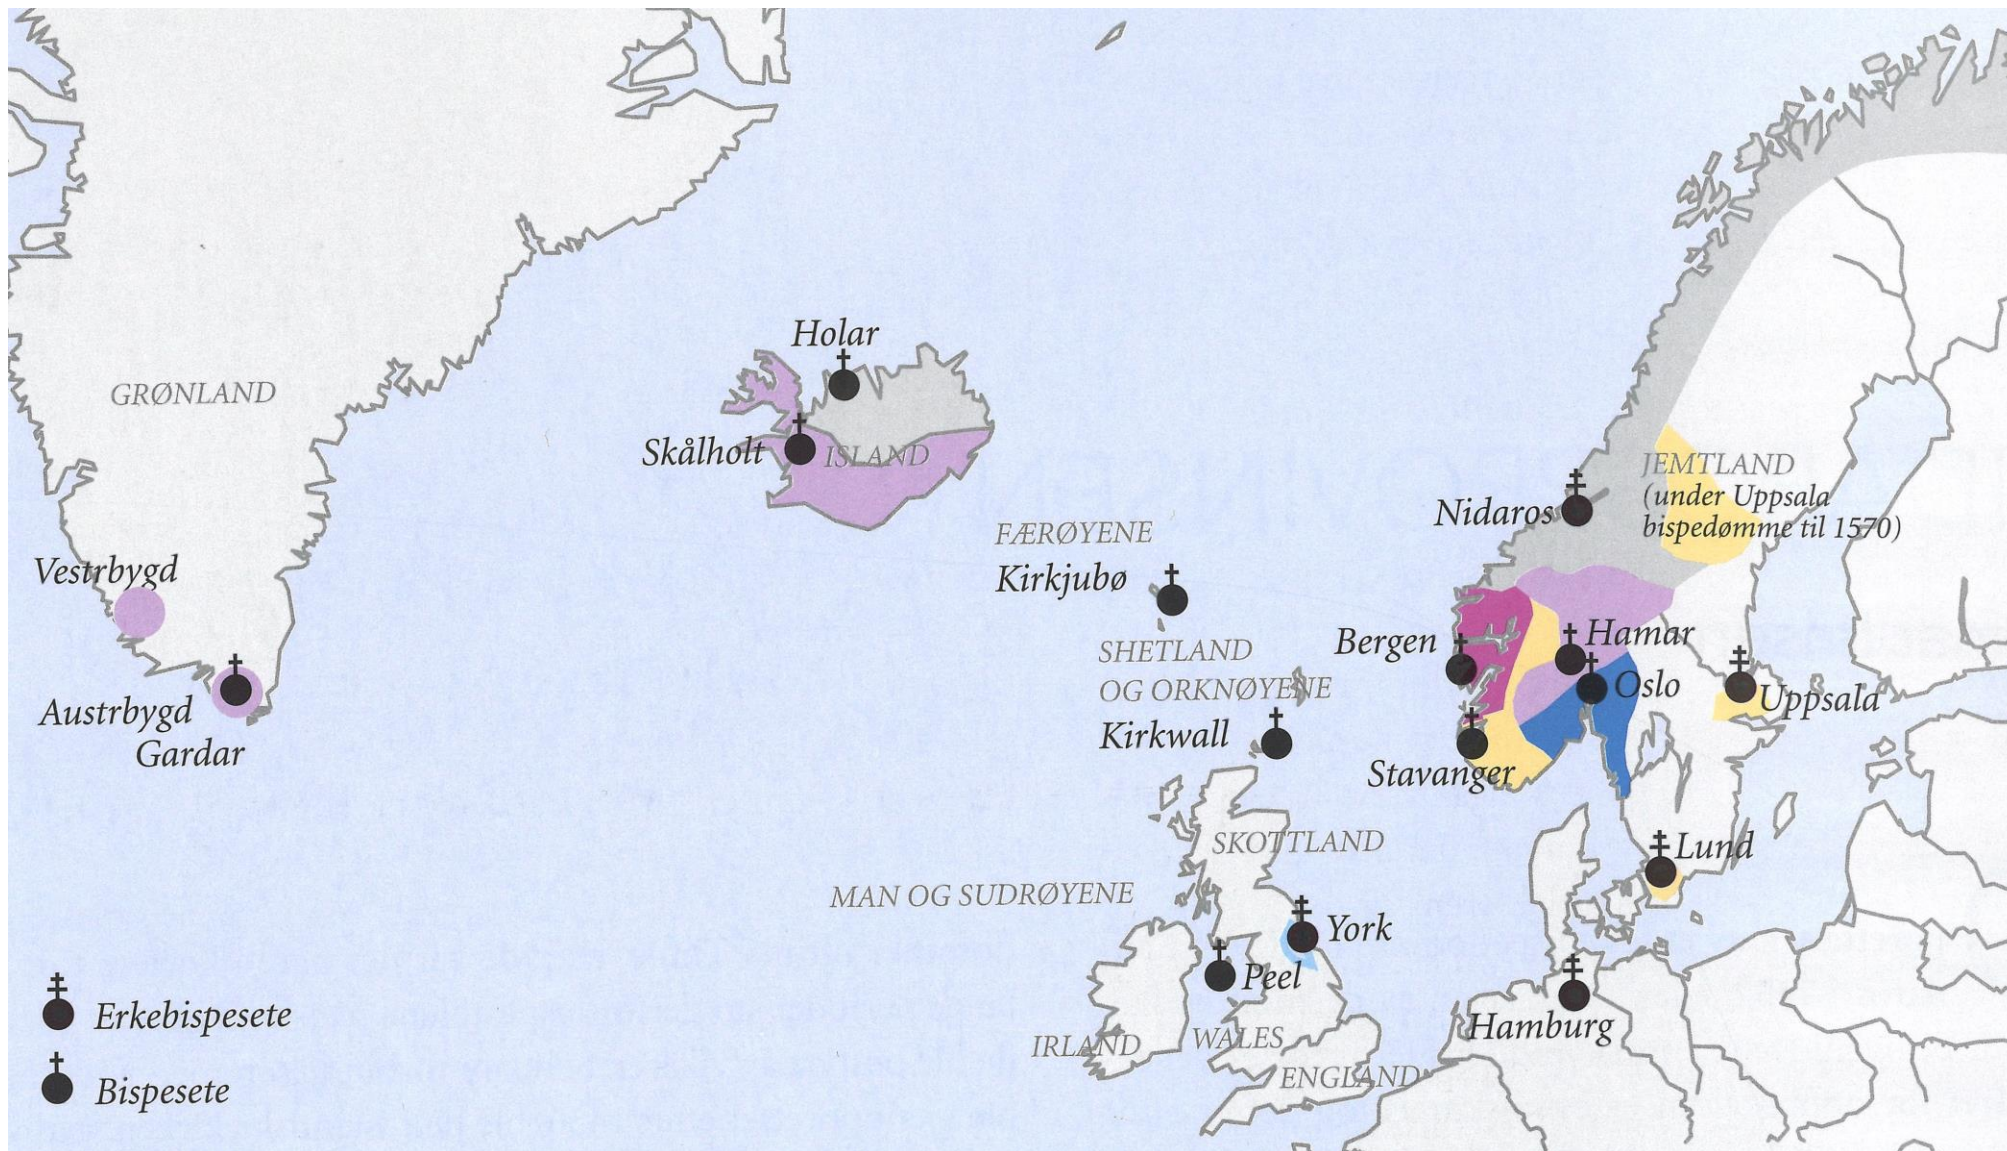 Holar
GRØNLAND
Skålholt
ISLAND
JEMTLAND
(under Uppsala
bispedømme til 1570)
Nidaros
FÆRØYENE
Kirkjubø
Vestrbygd
SHETLAND
OG ORKNØYENE
Kirkwall
Bergen
Hamar
Oslo
Uppsala
Austrbygd
Gardar
Stavanger
SKOTTLAND
Lund
MAN OG SUDRØYENE
York
Peel
Hamburg
IRLAND
WALES
ENGLAND
Erkebispesete
Bispesete